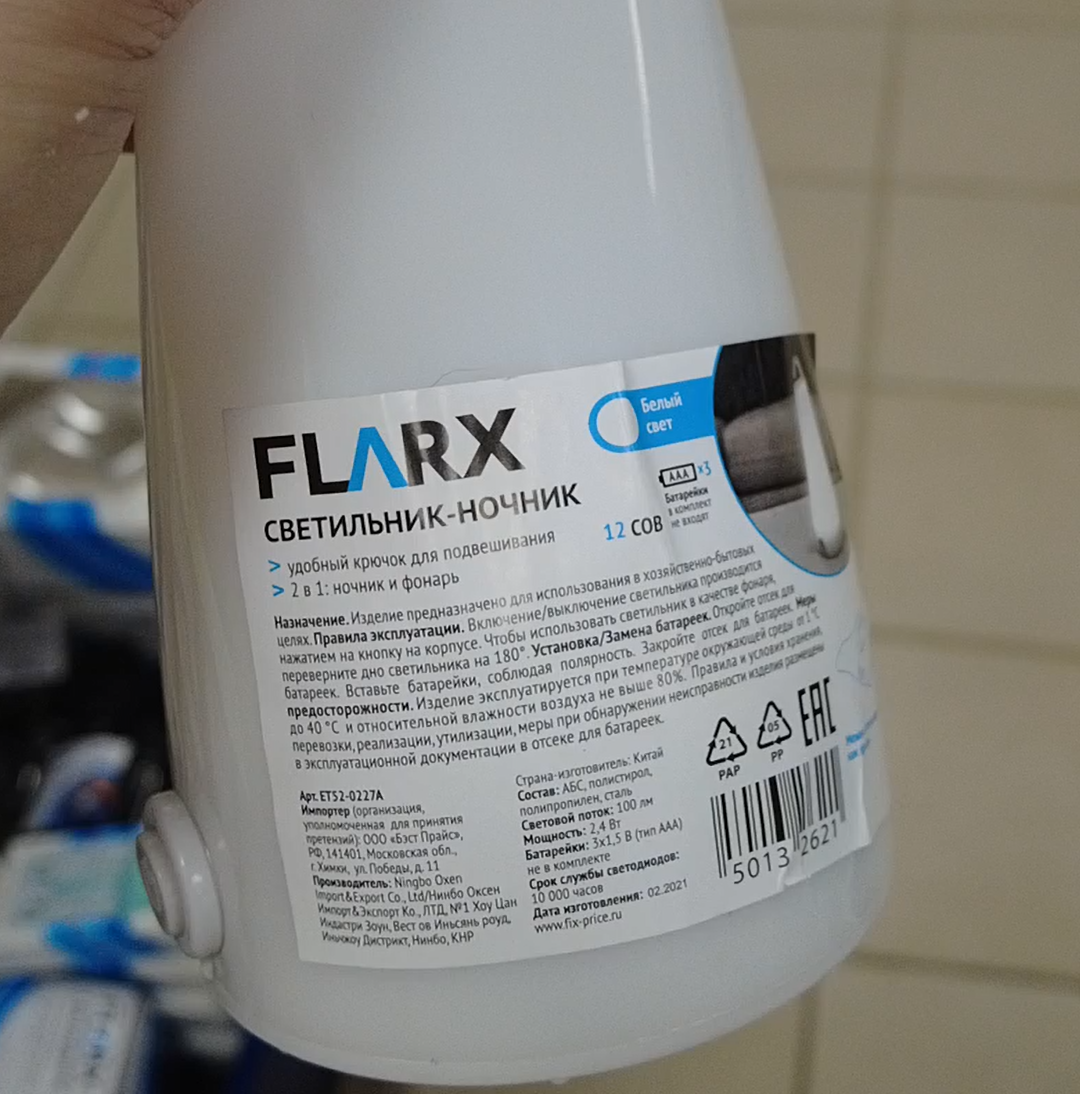 FLARX
СВЕТИЛЬНИК-НОЧНИК
Белый
свет
AAA x3
Батарейки
в комплект
не входят
12 COB
> удобный крючок для подвешивания
> 2 в 1: ночник и фонарь
Назначение. Изделие предназначено для использования в хозяйственно-бытовых
целях. Правила эксплуатации. Включение/выключение светильника производится
нажатием на кнопку на корпусе. Чтобы использовать светильник в качестве фонаря,
переверните дно светильника на 180°. Установка/Замена батареек. Откройте отсек для
батареек. Вставьте батарейки, соблюдая полярность. Закройте отсек для батареек. Меры
предосторожности. Изделие эксплуатируется при температуре окружающей среды от 1 °C
до 40 °C и относительной влажности воздуха не выше 80%. Правила и условия хранения,
перевозки, реализации, утилизации, меры при обнаружении неисправности изделия размещены
в эксплуатационной документации в отсеке для батареек.
Арт. ET52-0227A
Импортер (организация,
уполномоченная для принятия
претензий): ООО «Бэст Прайс»,
РФ, 141401, Московская обл.,
г. Химки, ул. Победы, д. 11
Производитель: Ningbo Oxen
Import&Export Co., Ltd/Нинбо Оксен
Импорт&Экспорт Ко., ЛТД, №1 Хоу Цан
Индастри Зоун, Вест ов Иньсянь роуд,
Иньчжоу Дистрикт, Нинбо, КНР
Страна-изготовитель: Китай
Состав: АБС, полистирол,
полипропилен, сталь
Световой поток: 100 лм
Мощность: 2,4 Вт
Батарейки: 3x1,5 В (тип ААА)
не в комплекте
Срок службы светодиодов:
10 000 часов
Дата изготовления: 02.2021
www.fix-price.ru
21
PAP
05
PP
EAC
5013 2621